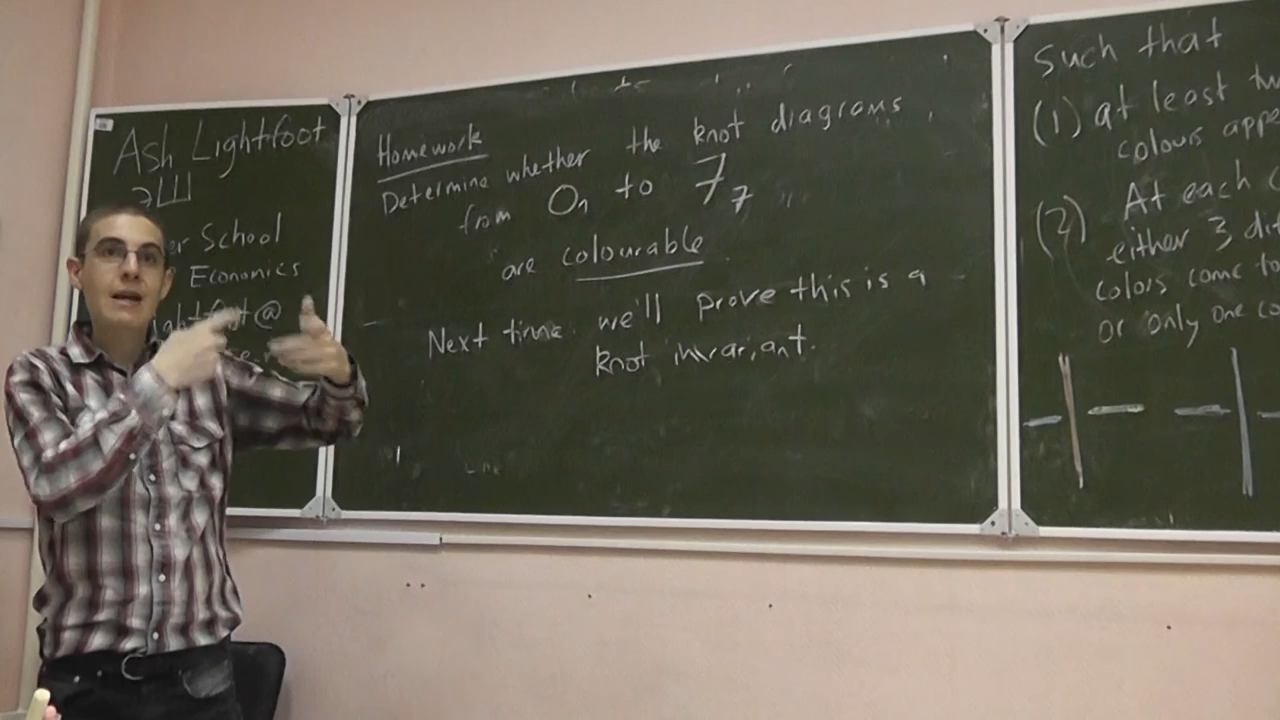 Ash Lightfoot
ЭШ
er School
Economics
ghtfoot@
Homework
Determine whether the knot diagrams
from 0₁ to 7₇
are colourable
Next time we'll prove this is a
knot invariant.
such that
(1) at least tw
colours appe
(2) At each
either 3 di
colors come to
or only one co